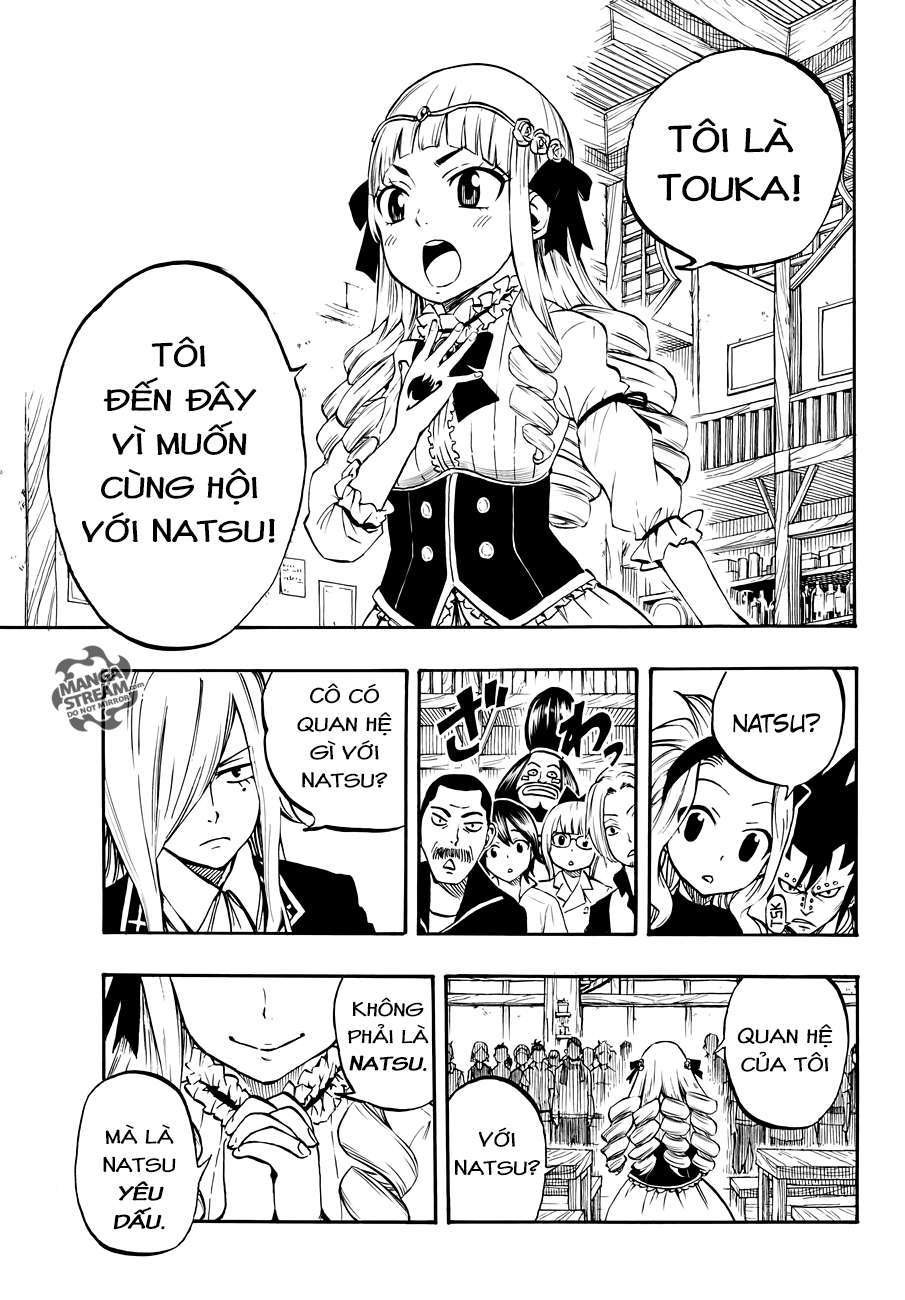 TÔI LÀ
TOUKA!
TÔI
ĐẾN ĐÂY
VÌ MUỐN
CÙNG HỘI
VỚI NATSU!
NATSU?
TSK
ざわ
CÔ CÓ
QUAN HỆ
GÌ VỚI
NATSU?
MANGA
STREAM.com
DO NOT MIRROR!
QUAN HỆ
CỦA TÔI
VỚI
NATSU?
KHÔNG
PHẢI LÀ
NATSU.
MÀ LÀ
NATSU
YÊU
DẤU.